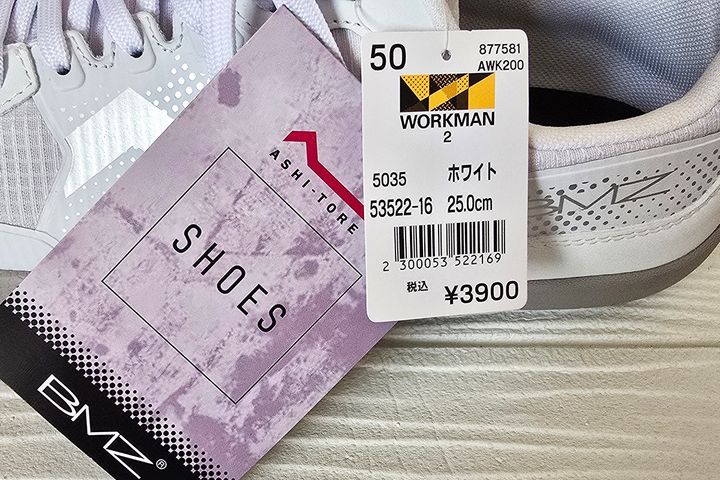 50
877581
AWK200
WORKMAN
2
5035 ホワイト
53522-16 25.0cm
2 300053 522169
税込 ¥3900
ASHI-TORE
SHOES
BMZ®
BMZ